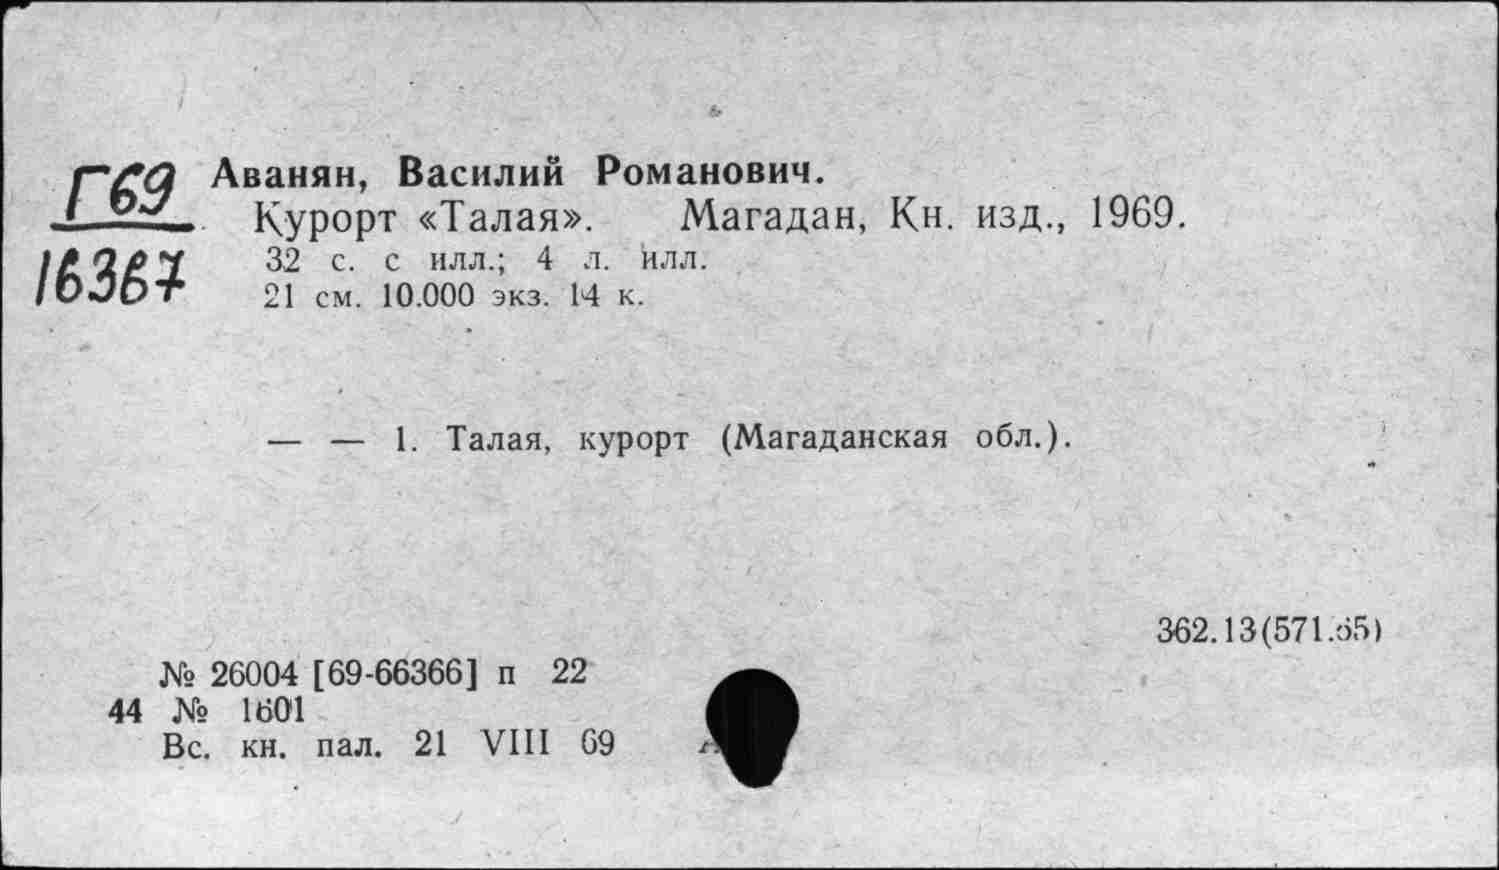 Г69
16367
Аванян, Василий Романович.
Курорт «Талая». Магадан, Кн. изд., 1969.
32 с. с илл.; 4 л. илл.
21 см. 10.000 экз. 14 к.
— — 1. Талая, курорт (Магаданская обл.).
362.13(571.65)
№ 26004 [69-66366] п 22
44 № 1601
Вс. кн. пал. 21 VIII 69